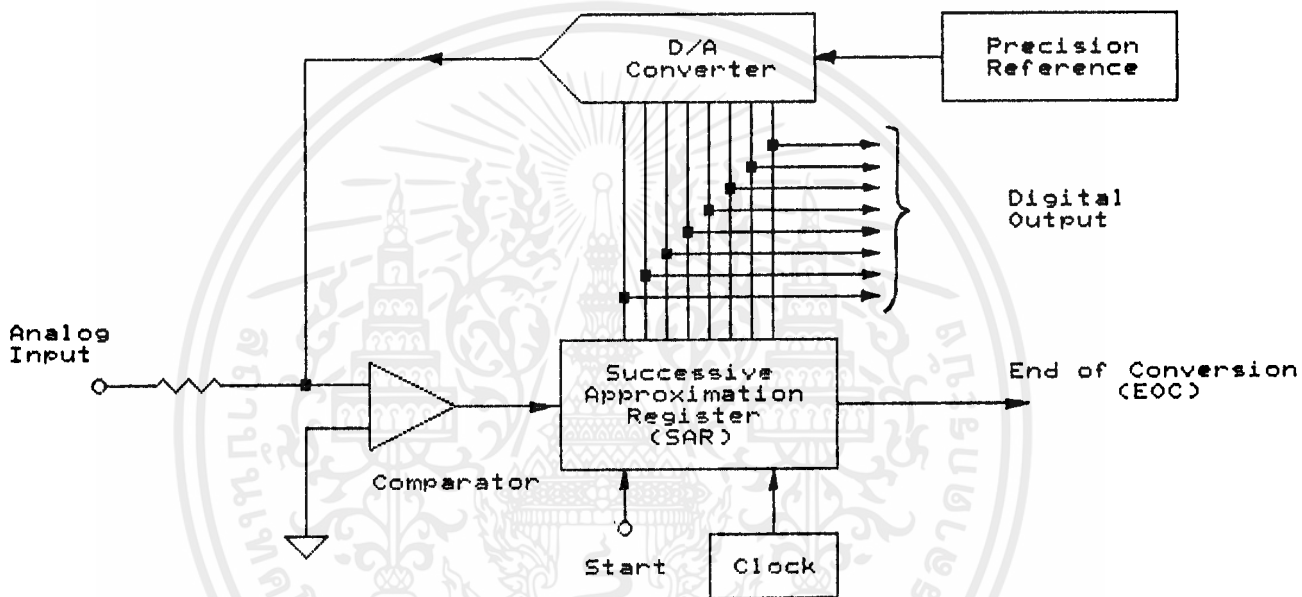 D/A
Converter
Precision
Reference
Digital
Output
Analog
Input
Successive
Approximation
Register
(SAR)
End of Conversion
(EOC)
Comparator
Start
Clock